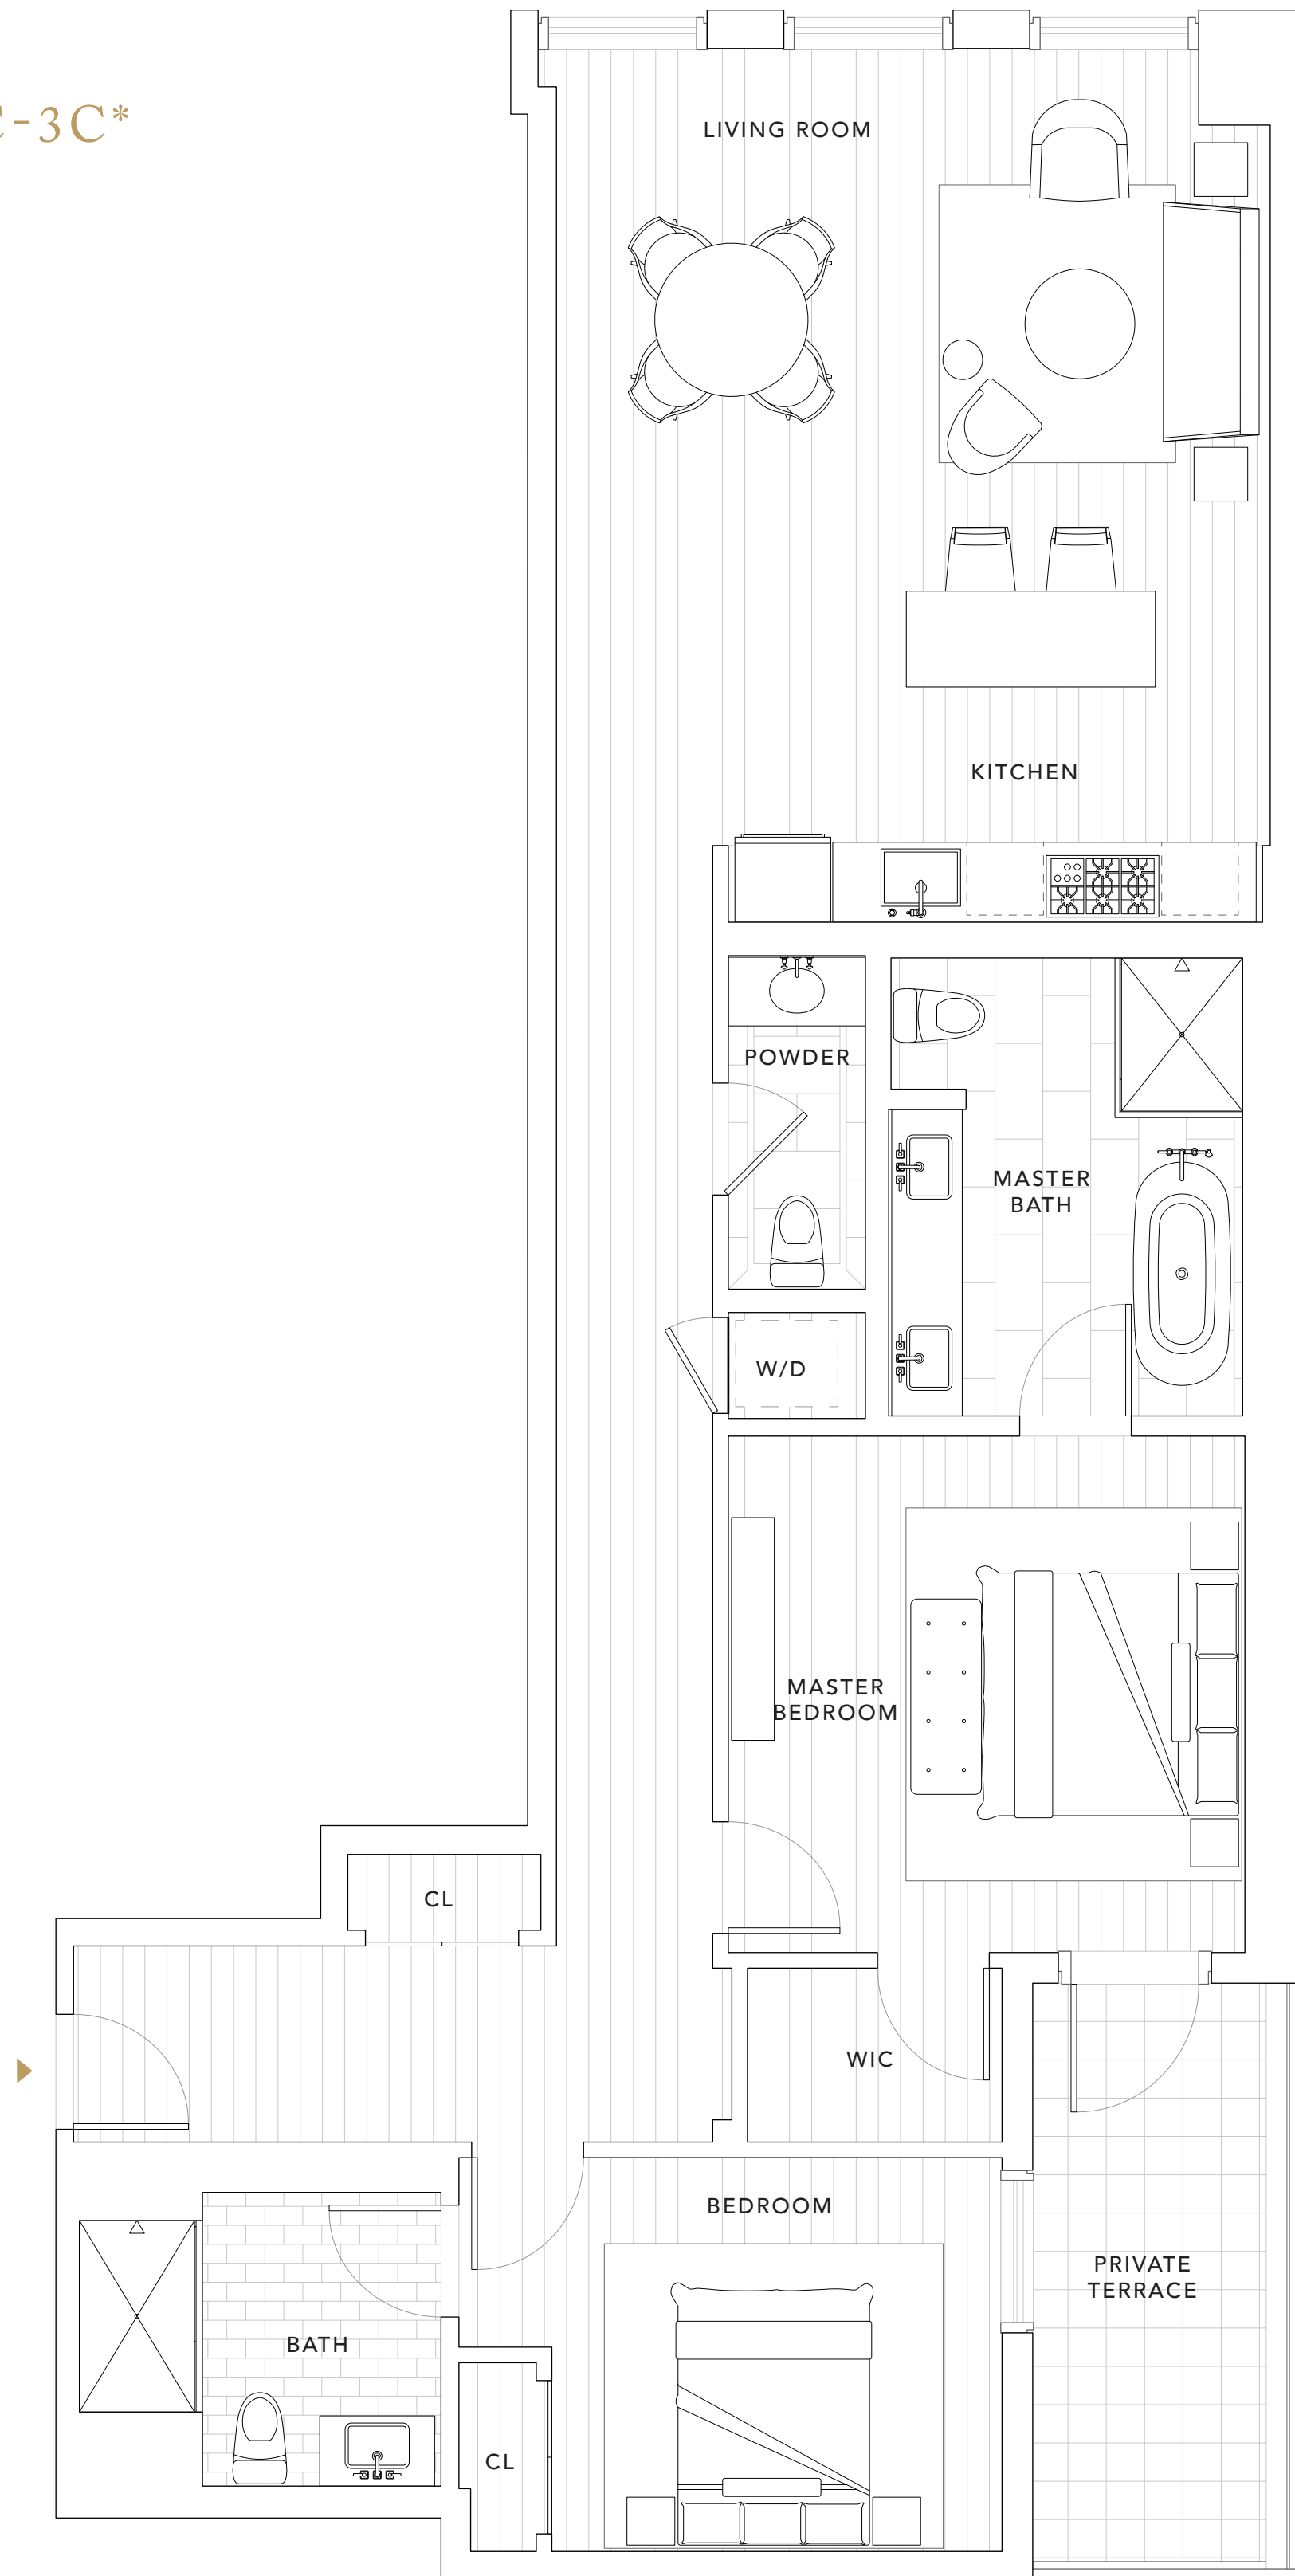 -3C*
LIVING ROOM
KITCHEN
POWDER
MASTER
BATH
W/D
MASTER
BEDROOM
CL
WIC
BEDROOM
PRIVATE
TERRACE
BATH
CL